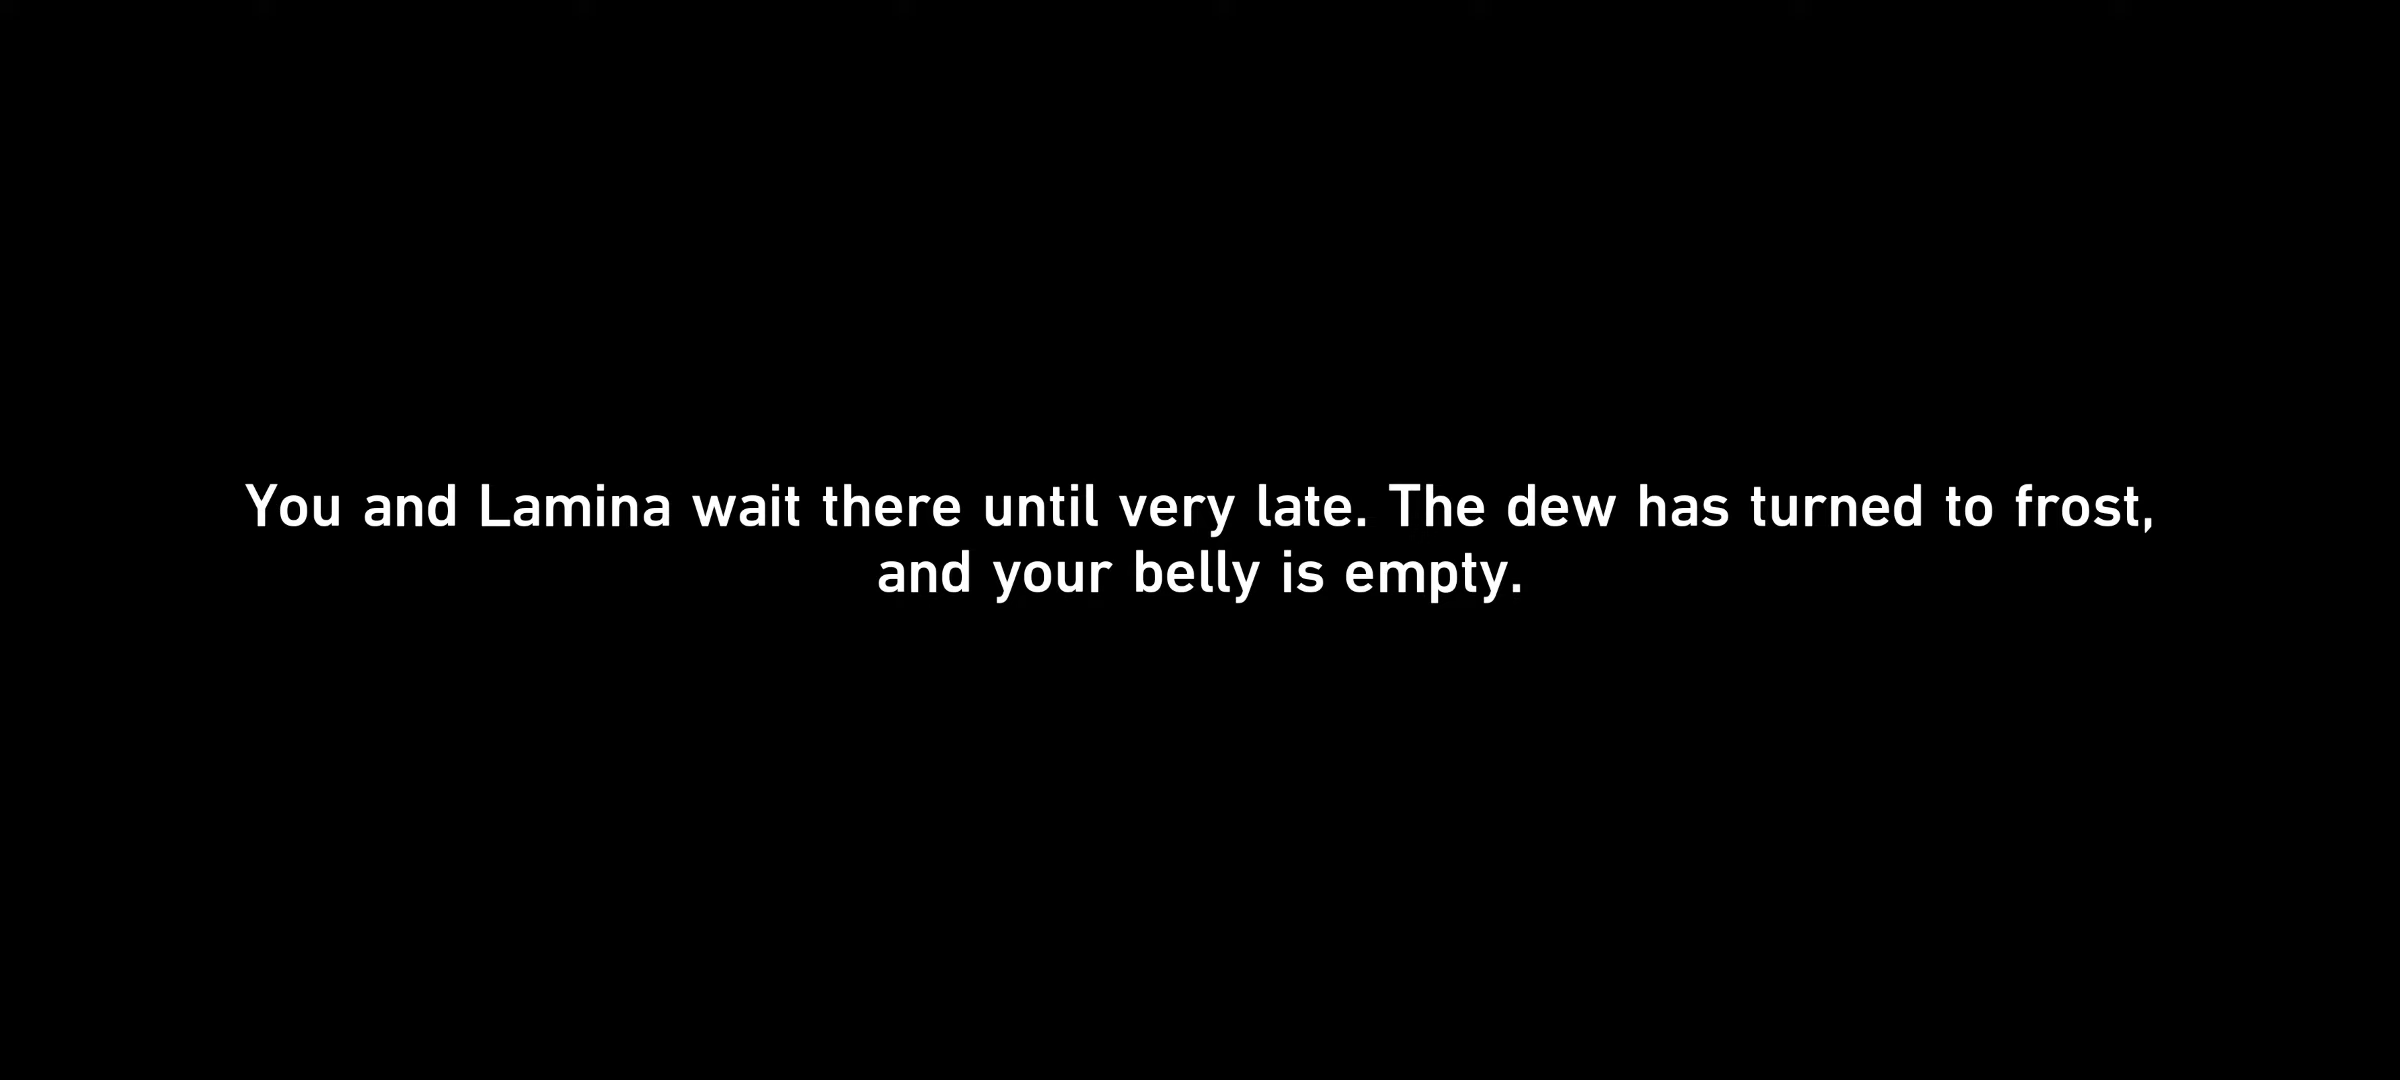 You and Lamina wait there until very late. The dew has turned to frost,
and your belly is empty.